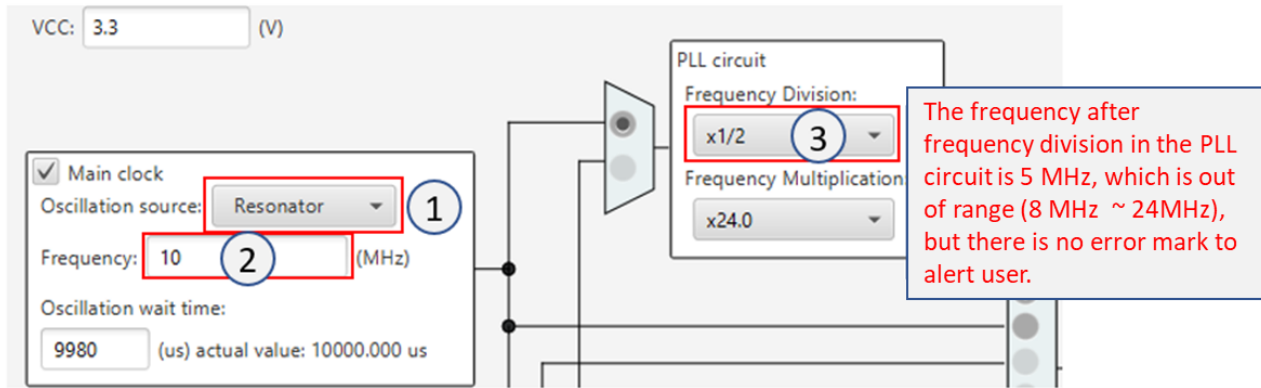 VCC: 3.3 (V)
PLL circuit
Frequency Division:
x1/2 3
Frequency Multiplication
x24.0
The frequency after
frequency division in the PLL
circuit is 5 MHz, which is out
of range (8 MHz ~ 24MHz),
but there is no error mark to
alert user.
Main clock
Oscillation source: Resonator 1
Frequency: 10 2 (MHz)
Oscillation wait time:
9980 (us) actual value: 10000.000 us